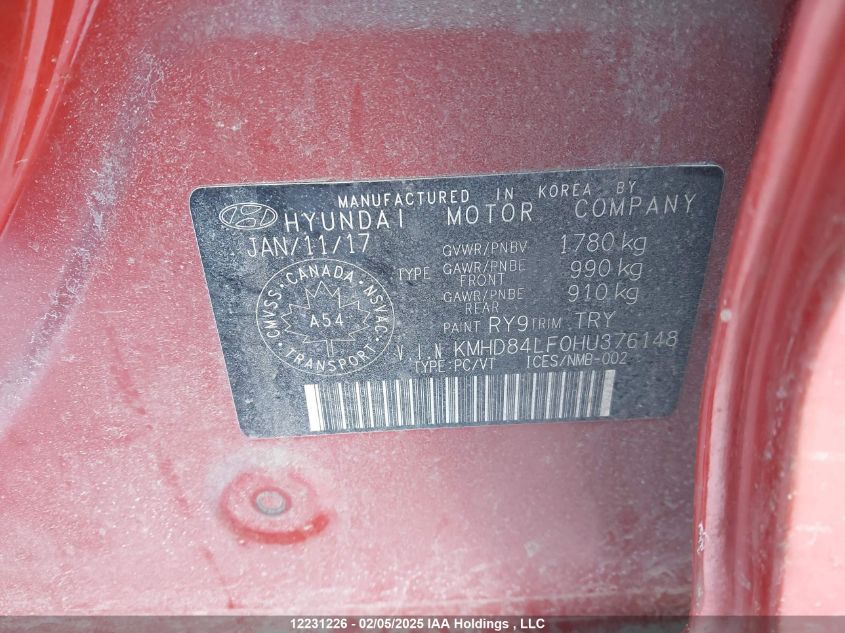 MANUFACTURED IN KOREA BY
HYUNDAI MOTOR COMPANY
JAN/11/17
GVWR/PNBV 1780 kg
TYPE GAWR/PNBE FRONT 990 kg
GAWR/PNBE REAR 910 kg
PAINT RY9 TRIM TRY
CMVSS · CANADA · NSVAC · TRANSPORT ·
A54
V.I.N KMHD84LF0HU376148
TYPE:PC/VT ICES/NMB-002
12231226 - 02/05/2025 IAA Holdings , LLC